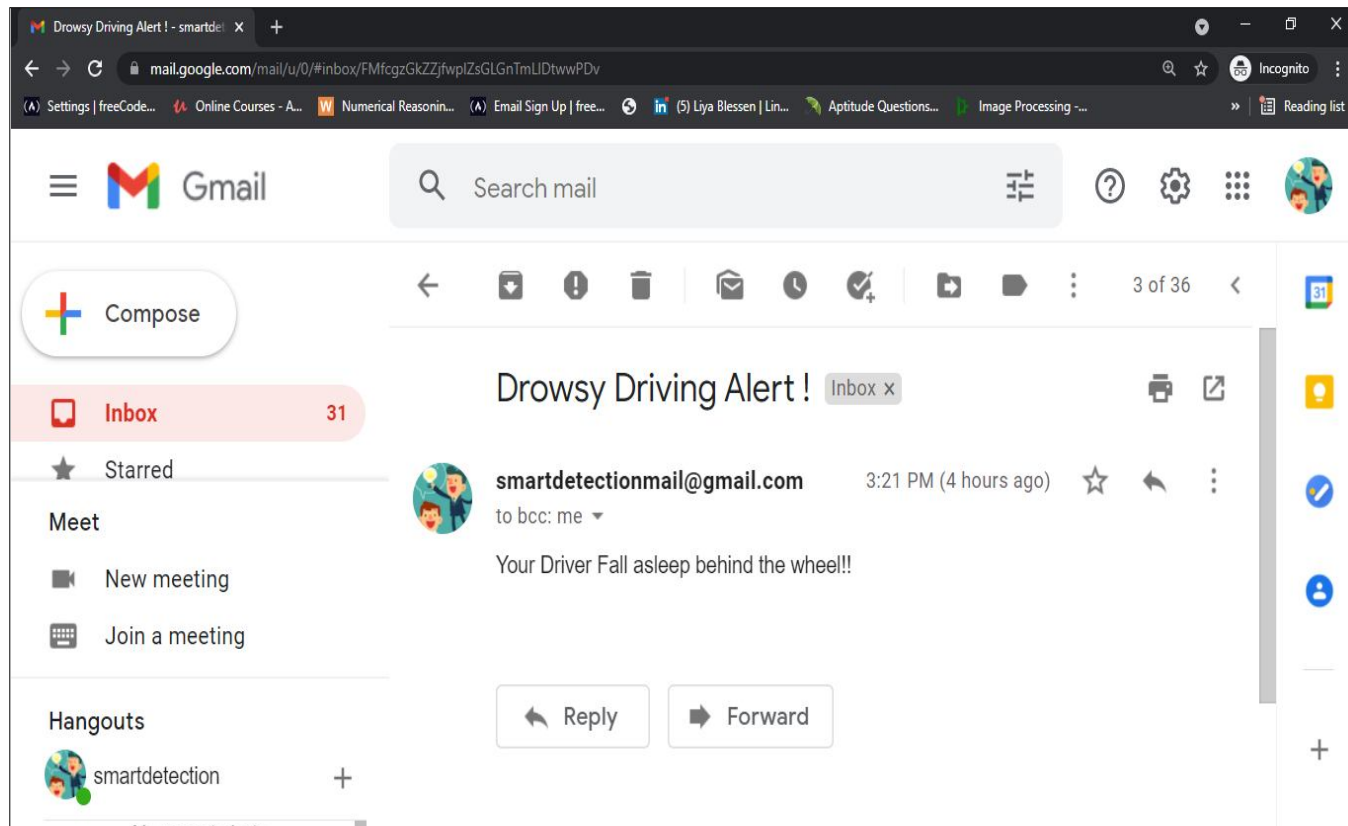 Drowsy Driving Alert ! - smartdet
mail.google.com/mail/u/0/#inbox/FMfcgzGkZZjfwplZsGLGnTmLlDtwwPDv
Incognito
Settings | freeCode... Online Courses - A... Numerical Reasonin... Email Sign Up | free... (5) Liya Blessen | Lin... Aptitude Questions... Image Processing -... » Reading list
Gmail
Search mail
Compose
3 of 36
31
Inbox 31
Drowsy Driving Alert ! Inbox x
Starred
smartdetectionmail@gmail.com 3:21 PM (4 hours ago)
to bcc: me
Meet
Your Driver Fall asleep behind the wheel!!
New meeting
Join a meeting
Reply Forward
Hangouts
smartdetection